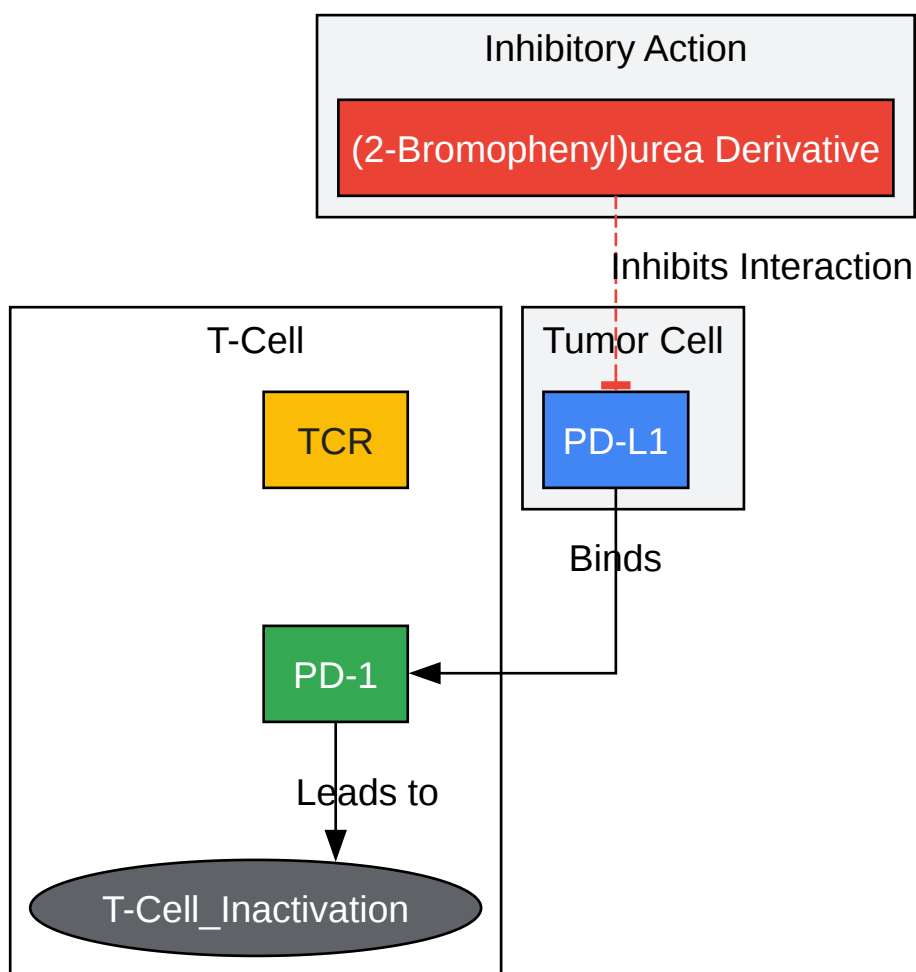 Inhibitory Action
(2-Bromophenyl)urea Derivative
Inhibits Interaction
T-Cell
Tumor Cell
TCR
PD-L1
Binds
PD-1
Leads to
T-Cell_Inactivation